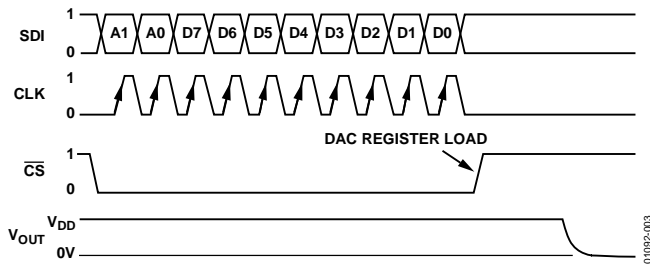 SDI
1
0
A1 A0 D7 D6 D5 D4 D3 D2 D1 D0
CLK
1
0
DAC REGISTER LOAD
CS
1
0
VOUT
VDD
0V
01092-003